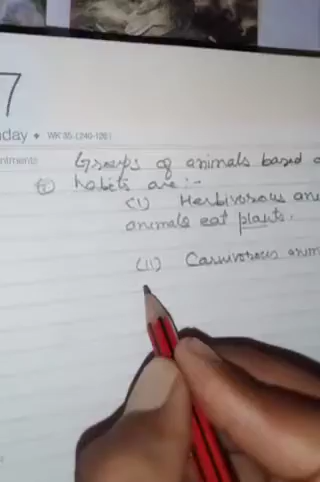 7
day • WK 35 (240-126)
ntments
Groups of animals based o
habits are :-
(i) Herbivorous an
animals eat plants.
(ii) Carnivorous anim